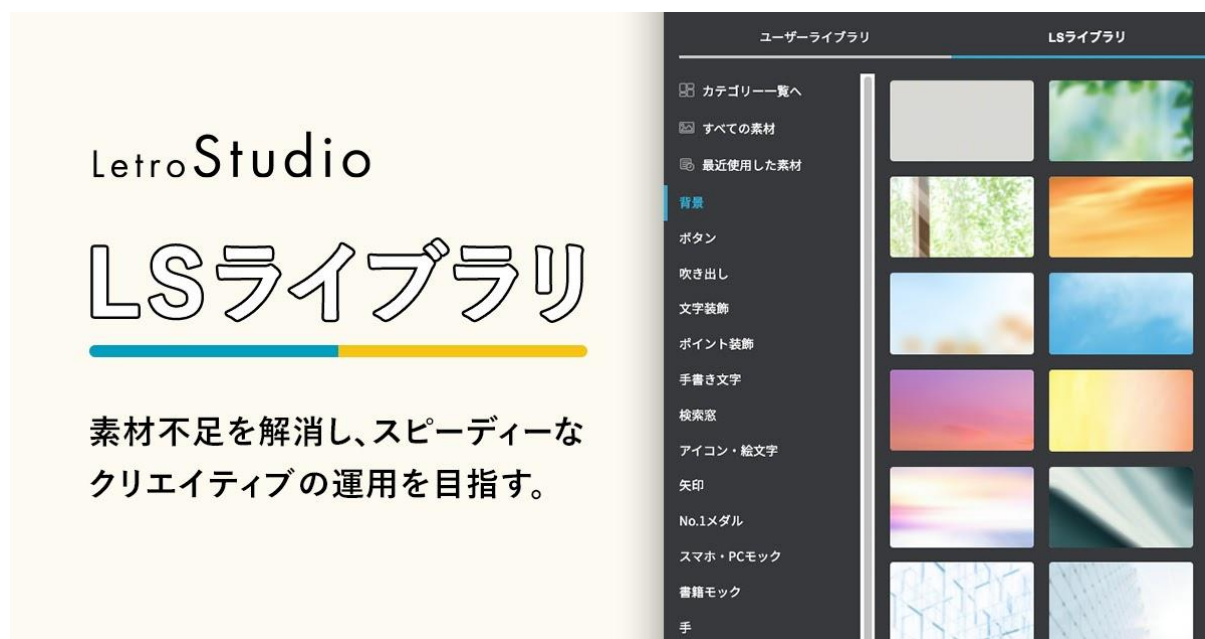 LetroStudio
LSライブラリ
素材不足を解消し、スピーディーな
クリエイティブの運用を目指す。
ユーザーライブラリ
LSライブラリ
カテゴリー一覧へ
すべての素材
最近使用した素材
背景
ボタン
吹き出し
文字装飾
ポイント装飾
手書き文字
検索窓
アイコン・絵文字
矢印
No.1メダル
スマホ・PCモック
書籍モック
手